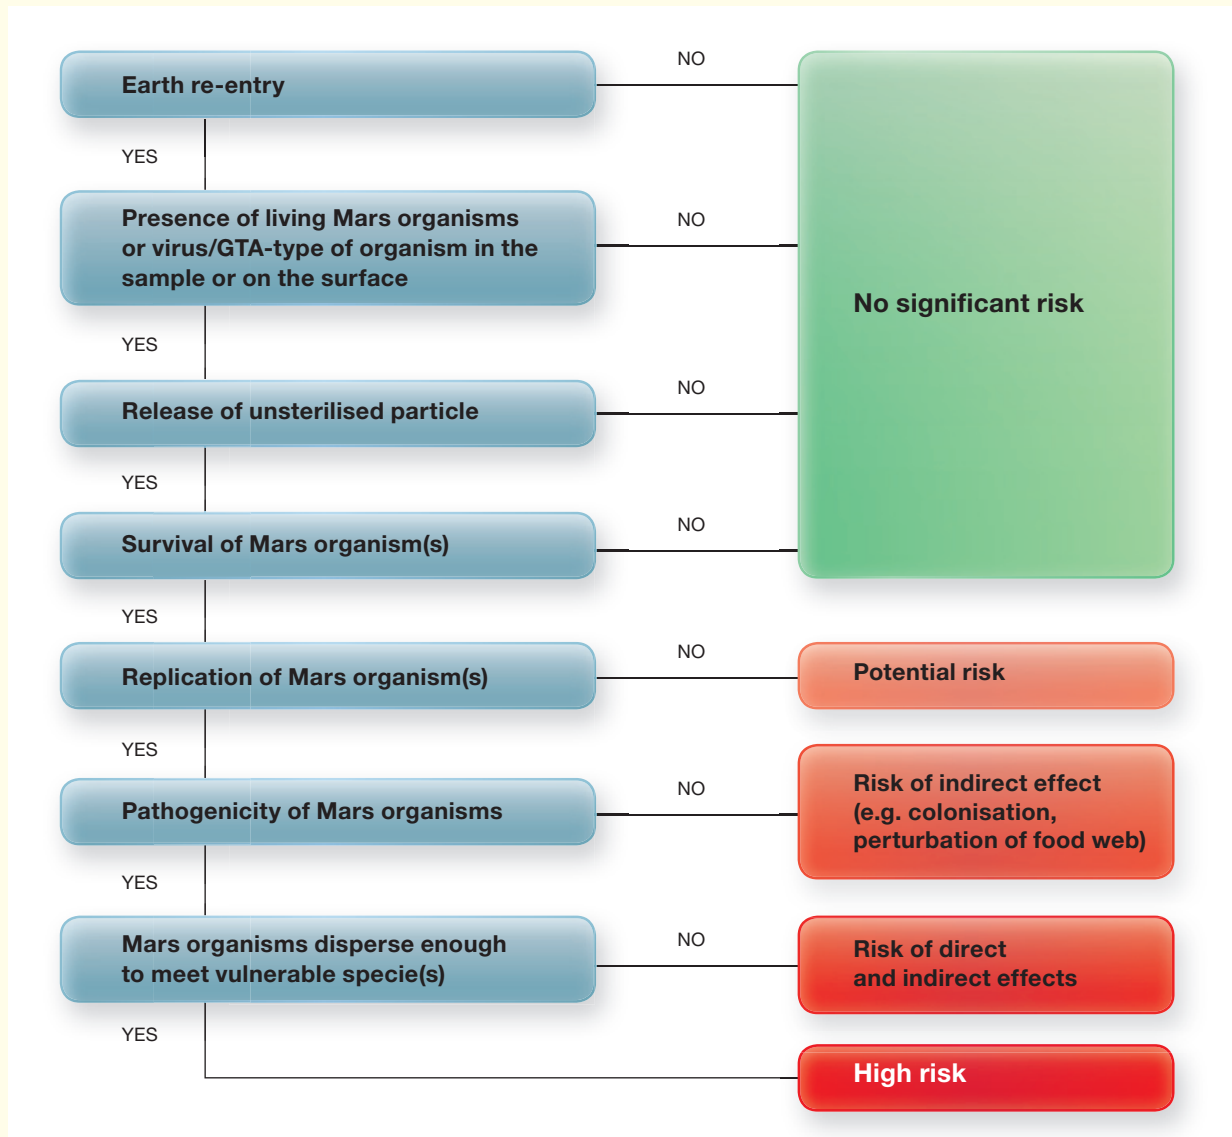 Earth re-entry
NO
YES
Presence of living Mars organisms
or virus/GTA-type of organism in the
sample or on the surface
NO
No significant risk
YES
Release of unsterilised particle
NO
YES
Survival of Mars organism(s)
NO
YES
Replication of Mars organism(s)
NO
Potential risk
YES
Pathogenicity of Mars organisms
NO
Risk of indirect effect
(e.g. colonisation,
perturbation of food web)
YES
Mars organisms disperse enough
to meet vulnerable specie(s)
NO
Risk of direct
and indirect effects
YES
High risk